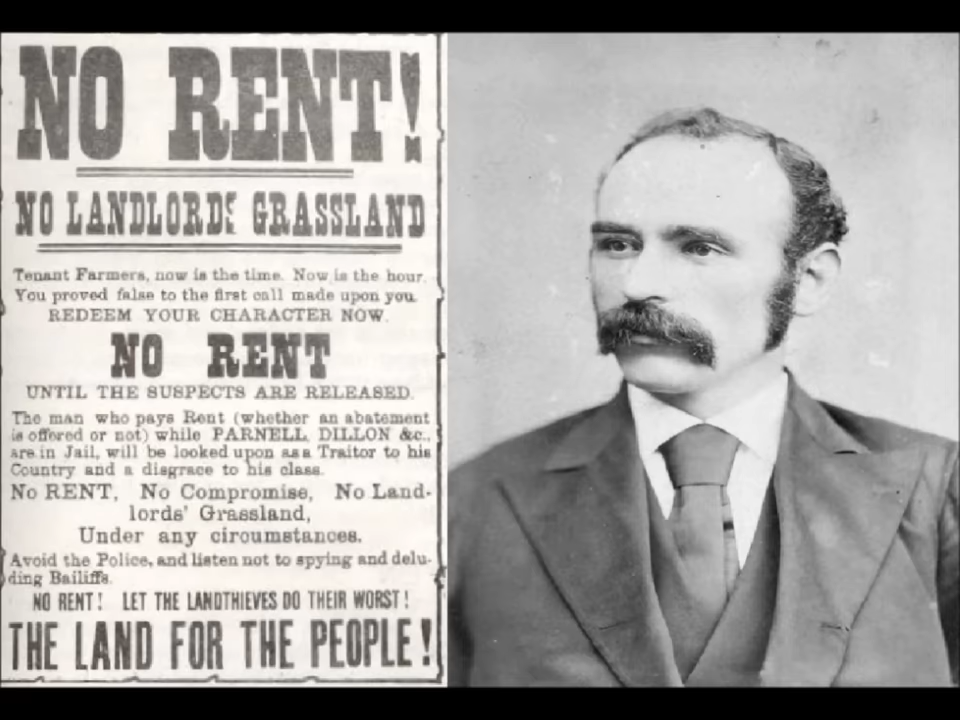 NO RENT!
NO LANDLORDS GRASSLAND
Tenant Farmers, now is the time. Now is the hour.
You proved false to the first call made upon you.
REDEEM YOUR CHARACTER NOW.
NO RENT
UNTIL THE SUSPECTS ARE RELEASED.
The man who pays Rent (whether an abatement
is offered or not) while PARNELL, DILLON &c.,
are in Jail, will be looked upon as a Traitor to his
Country and a disgrace to his class.
No RENT, No Compromise, No Land-
lords' Grassland,
Under any circumstances.
Avoid the Police, and listen not to spying and delu-
ding Bailiffs.
NO RENT! LET THE LANDTHIEVES DO THEIR WORST!
THE LAND FOR THE PEOPLE!